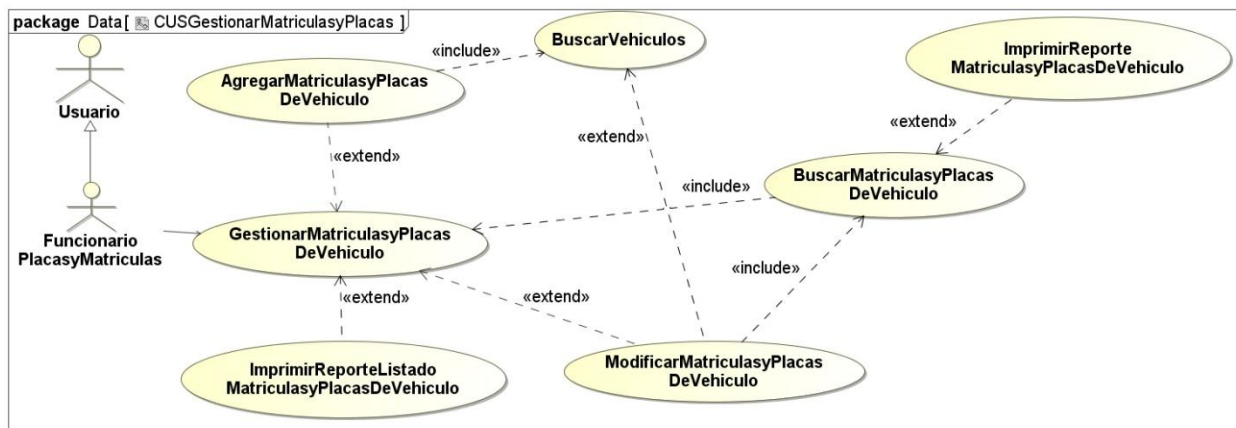 package Data[ CUSGestionarMatriculasyPlacas ]
Usuario
Funcionario
PlacasyMatriculas
AgregarMatriculasyPlacas
DeVehiculo
«include»
BuscarVehiculos
ImprimirReporte
MatriculasyPlacasDeVehiculo
«extend»
«extend»
«extend»
BuscarMatriculasyPlacas
DeVehiculo
«include»
GestionarMatriculasyPlacas
DeVehiculo
«include»
«extend»
«extend»
ImprimirReporteListado
MatriculasyPlacasDeVehiculo
ModificarMatriculasyPlacas
DeVehiculo